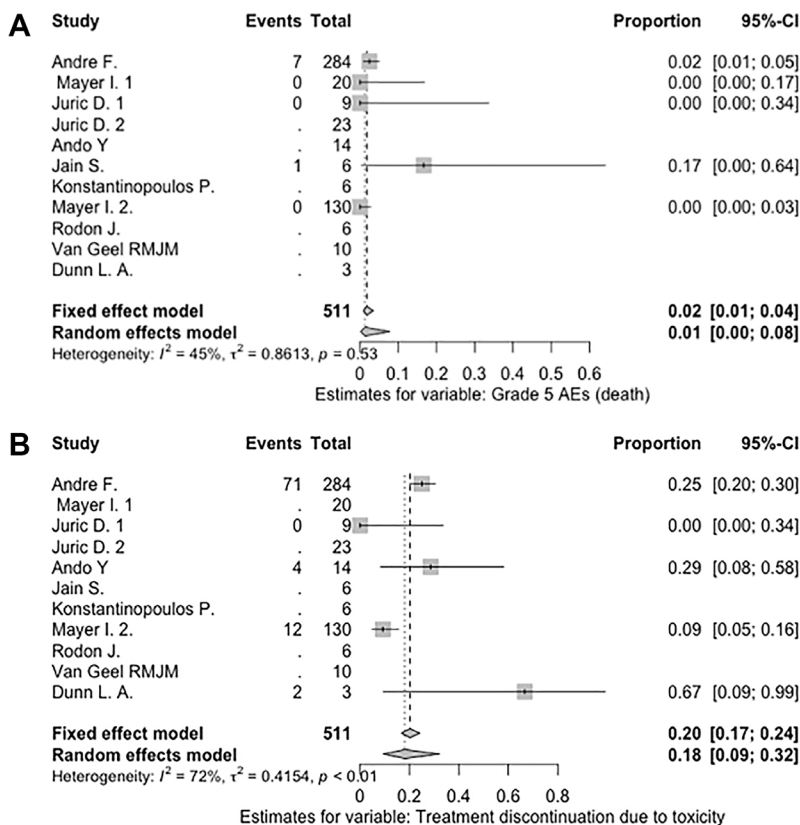 A
Study Events Total Proportion 95%-CI
Andre F. 7 284 0.02 [0.01; 0.05]
Mayer I. 1 0 20 0.00 [0.00; 0.17]
Juric D. 1 0 9 0.00 [0.00; 0.34]
Juric D. 2 . 23
Ando Y . 14
Jain S. 1 6 0.17 [0.00; 0.64]
Konstantinopoulos P. . 6
Mayer I. 2. 0 130 0.00 [0.00; 0.03]
Rodon J. . 6
Van Geel RMJM . 10
Dunn L. A. . 3
Fixed effect model 511 0.02 [0.01; 0.04]
Random effects model 0.01 [0.00; 0.08]
Heterogeneity: I² = 45%, τ² = 0.8613, p = 0.53
0 0.1 0.2 0.3 0.4 0.5 0.6
Estimates for variable: Grade 5 AEs (death)
B
Study Events Total Proportion 95%-CI
Andre F. 71 284 0.25 [0.20; 0.30]
Mayer I. 1 . 20
Juric D. 1 0 9 0.00 [0.00; 0.34]
Juric D. 2 . 23
Ando Y 4 14 0.29 [0.08; 0.58]
Jain S. . 6
Konstantinopoulos P. . 6
Mayer I. 2. 12 130 0.09 [0.05; 0.16]
Rodon J. . 6
Van Geel RMJM . 10
Dunn L. A. 2 3 0.67 [0.09; 0.99]
Fixed effect model 511 0.20 [0.17; 0.24]
Random effects model 0.18 [0.09; 0.32]
Heterogeneity: I² = 72%, τ² = 0.4154, p < 0.01
0 0.2 0.4 0.6 0.8
Estimates for variable: Treatment discontinuation due to toxicity